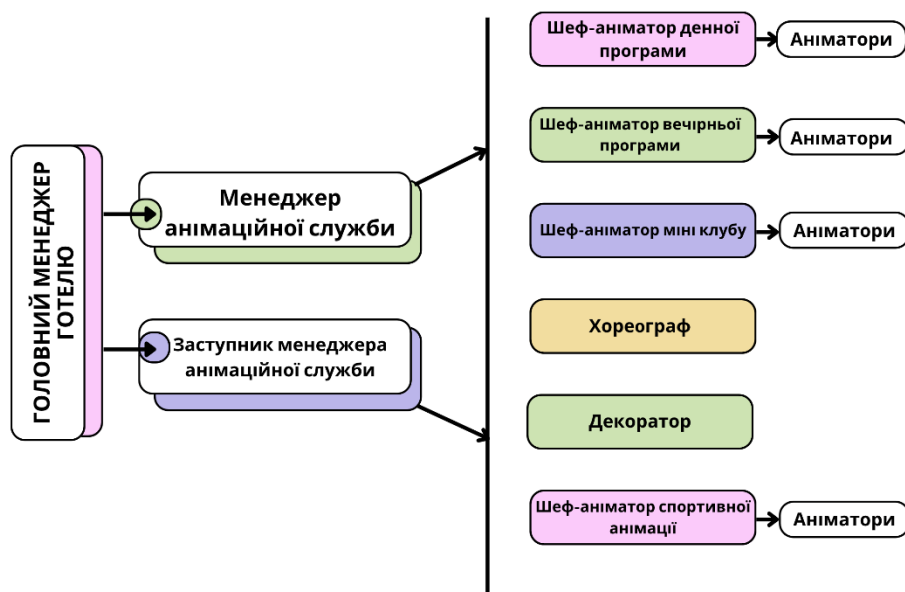 ГОЛОВНИЙ МЕНЕДЖЕР
ГОТЕЛЮ
Менеджер
анімаційної служби
Заступник менеджера
анімаційної служби
Шеф-аніматор денної
програми
Аніматори
Шеф-аніматор вечірньої
програми
Аніматори
Шеф-аніматор міні клубу
Аніматори
Хореограф
Декоратор
Шеф-аніматор спортивної
анімації
Аніматори